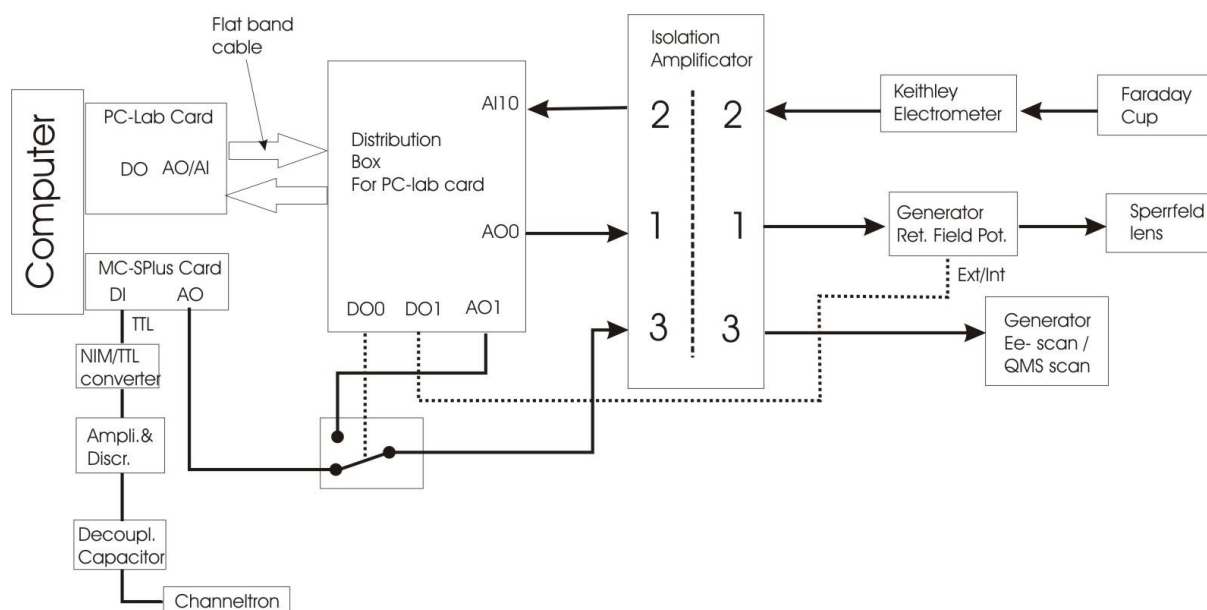 Flat band
cable
Computer
PC-Lab Card
DO AO/AI
MC-SPlus Card
DI AO
TTL
NIM/TTL
converter
Ampli.&
Discr.
Decoupl.
Capacitor
Channeltron
Distribution
Box
For PC-lab card
AI10
AO0
DO0 DO1 AO1
Isolation
Amplificator
2 2
1 1
3 3
Keithley
Electrometer
Faraday
Cup
Generator
Ret. Field Pot.
Sperrfeld
lens
Ext/Int
Generator
Ee- scan /
QMS scan